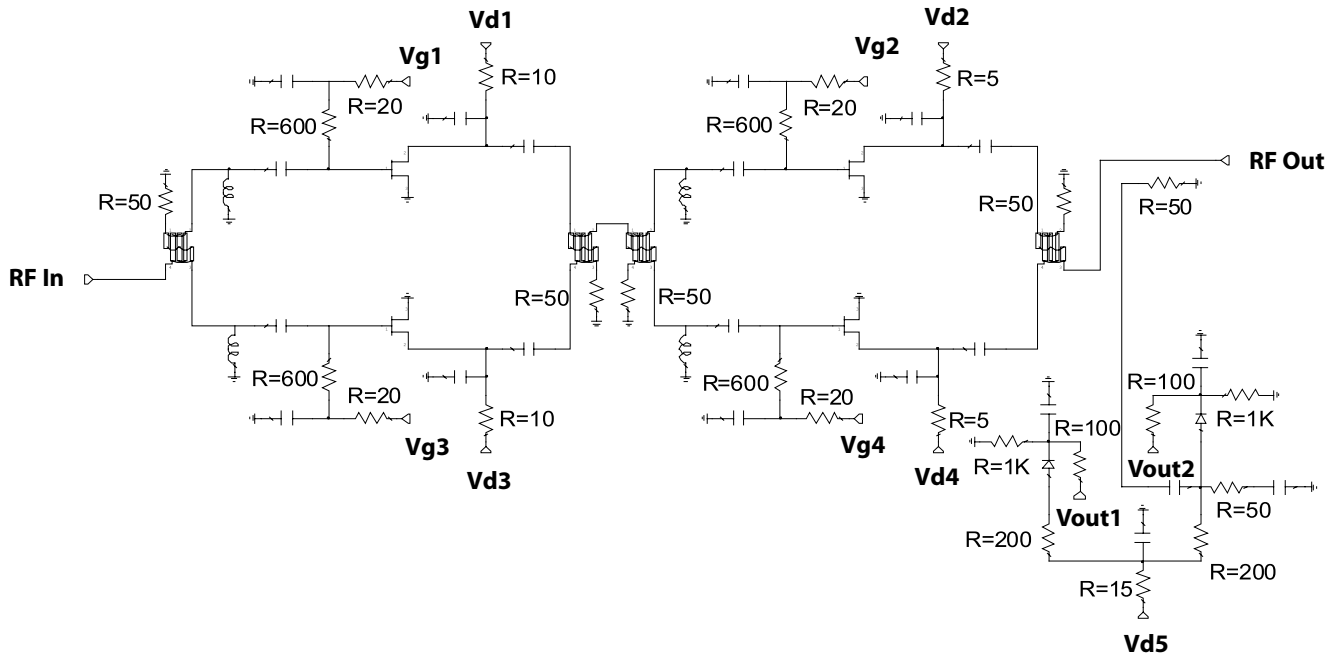 Vd1
Vd2
Vg1
Vg2
R=10
R=5
R=20
R=20
R=600
R=600
RF Out
R=50
R=50
R=50
RF In
R=50
R=50
R=600
R=20
R=600
R=20
R=10
R=5
R=100
R=1K
R=100
Vg3
Vg4
Vd3
Vd4
R=1K
Vout2
Vout1
R=50
R=200
R=200
R=15
Vd5